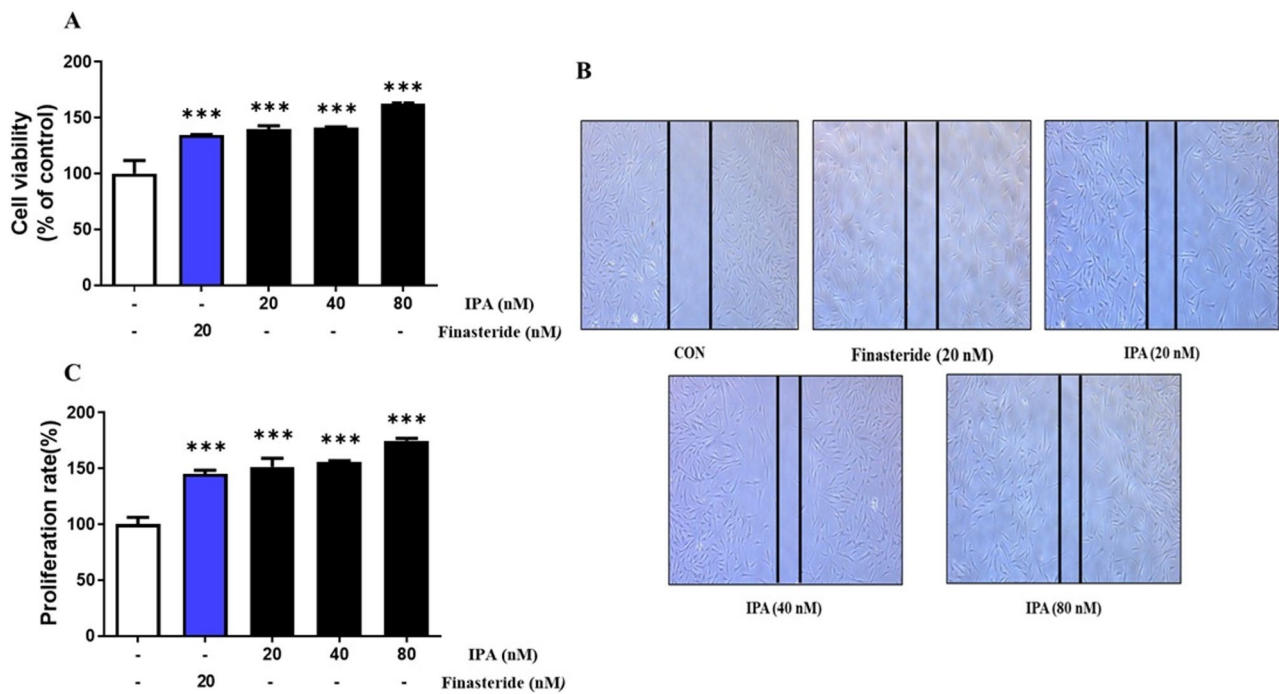 A
Cell viability
(% of control)
200
150
100
50
0
***
***
***
***
- - 20 40 80 IPA (nM)
- 20 - - - Finasteride (nM)
B
CON
Finasteride (20 nM)
IPA (20 nM)
IPA (40 nM)
IPA (80 nM)
C
Proliferation rate(%)
200
150
100
50
0
***
***
***
***
- - 20 40 80 IPA (nM)
- 20 - - - Finasteride (nM)